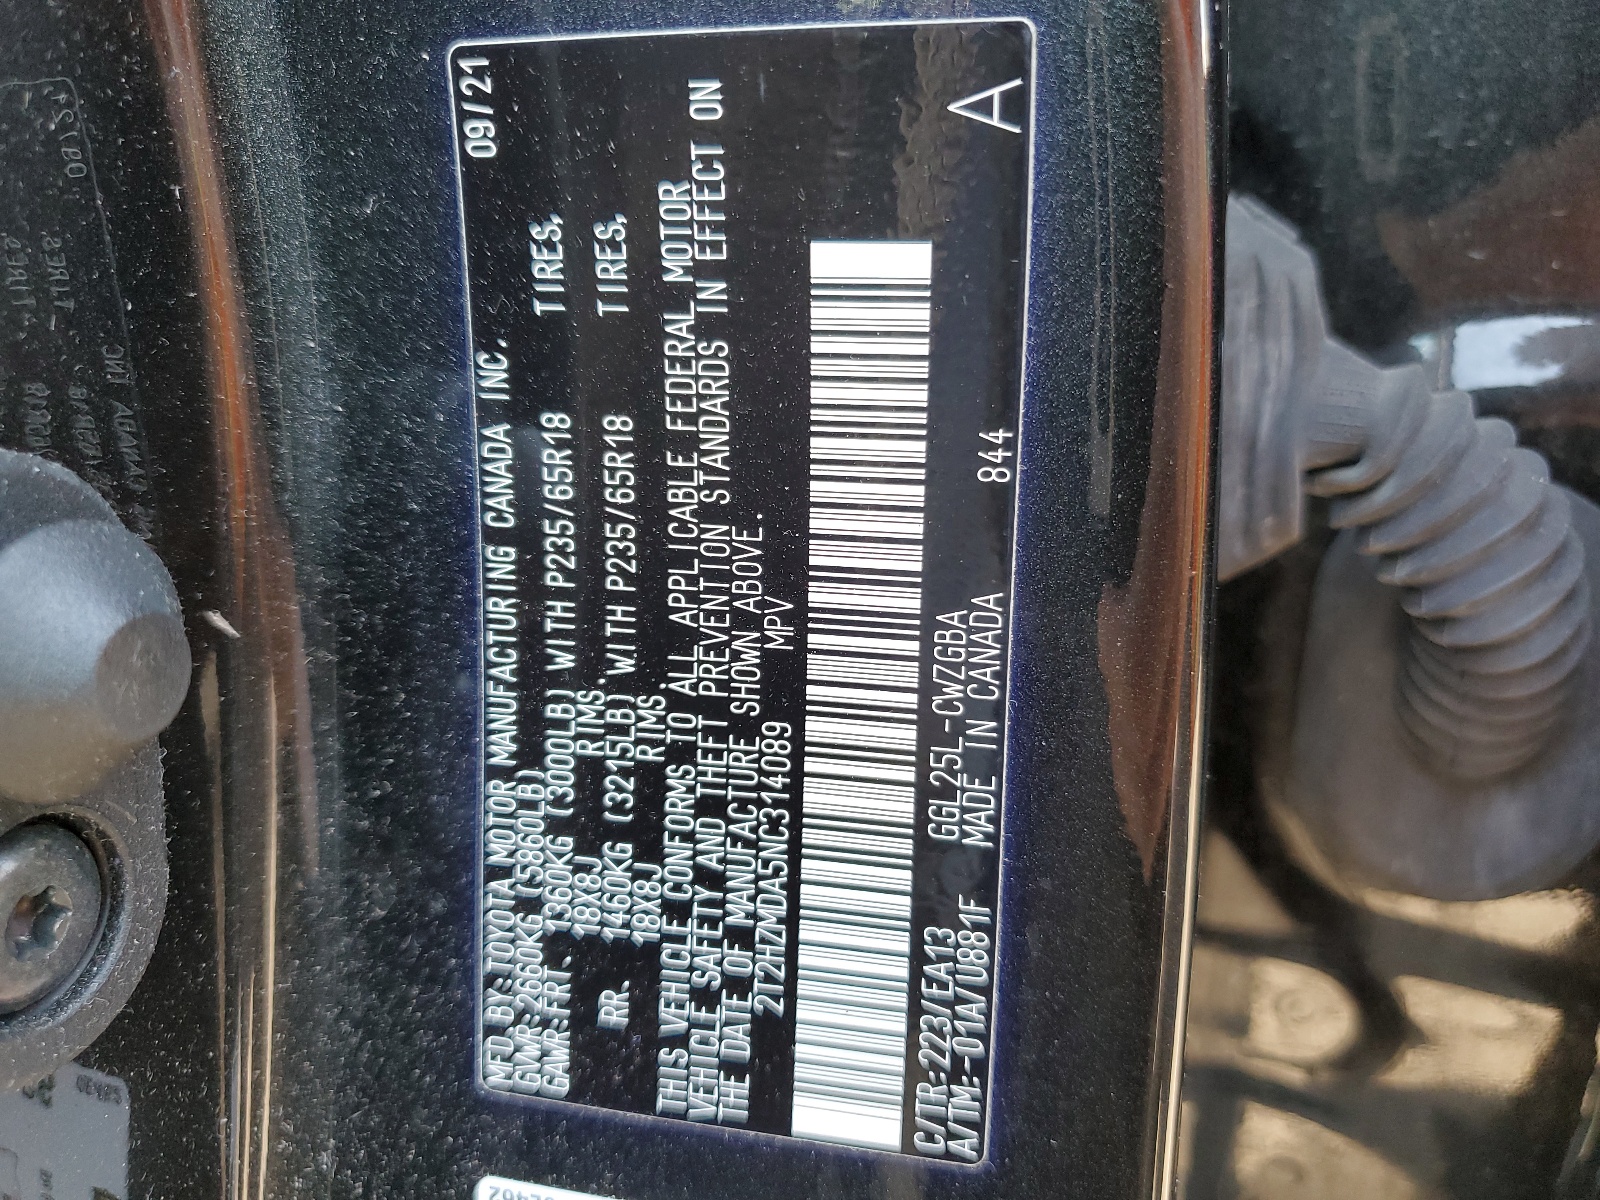 MFD. BY: TOYOTA MOTOR MANUFACTURING CANADA INC. 09/21
GVWR: 2660KG (5860LB)
GAWR: FRT. 1360KG (3000LB) WITH P235/65R18 TIRES,
18X8J RIMS.
RR. 1460KG (3215LB) WITH P235/65R18 TIRES,
18X8J RIMS.
THIS VEHICLE CONFORMS TO ALL APPLICABLE FEDERAL MOTOR
VEHICLE SAFETY AND THEFT PREVENTION STANDARDS IN EFFECT ON
THE DATE OF MANUFACTURE SHOWN ABOVE.
2T2HZMDA5NC314089 MPV
C/TR: 223/EA13 GGL25L-CWZGBA
A/TM: -01A/U881F MADE IN CANADA 844 A